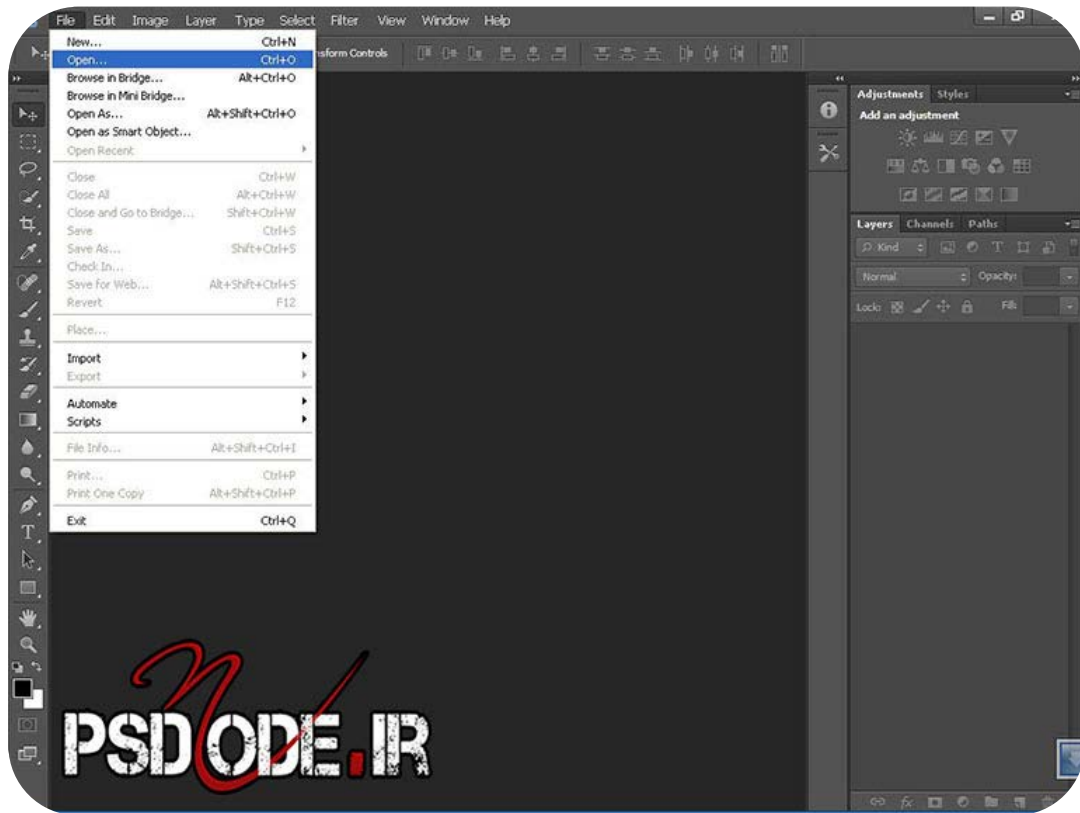 File Edit Image Layer Type Select Filter View Window Help
New... Ctrl+N
Open... Ctrl+O
Browse in Bridge... Alt+Ctrl+O
Browse in Mini Bridge...
Open As... Alt+Shift+Ctrl+O
Open as Smart Object...
Open Recent
Close Ctrl+W
Close All Alt+Ctrl+W
Close and Go to Bridge... Shift+Ctrl+W
Save Ctrl+S
Save As... Shift+Ctrl+S
Check In...
Save for Web... Alt+Shift+Ctrl+S
Revert F12
Place...
Import
Export
Automate
Scripts
File Info... Alt+Shift+Ctrl+I
Print... Ctrl+P
Print One Copy Alt+Shift+Ctrl+P
Exit Ctrl+Q
Controls
Adjustments Styles
Add an adjustment
Layers Channels Paths
Kind
Normal Opacity:
Lock: Fill:
PSDNODE.IR